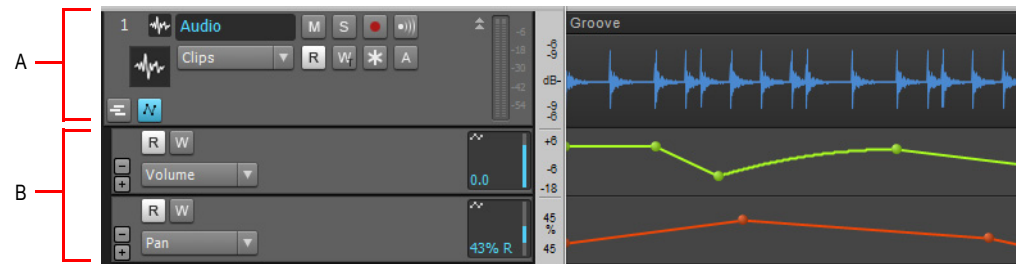 A
B
1 Audio M S
Clips R W A
-6
-18
-30
-42
-54
-6
-9
dB-
-9
-6
Groove
R W
Volume
0.0
+6
-6
-18
R W
Pan
43% R
45
%
45